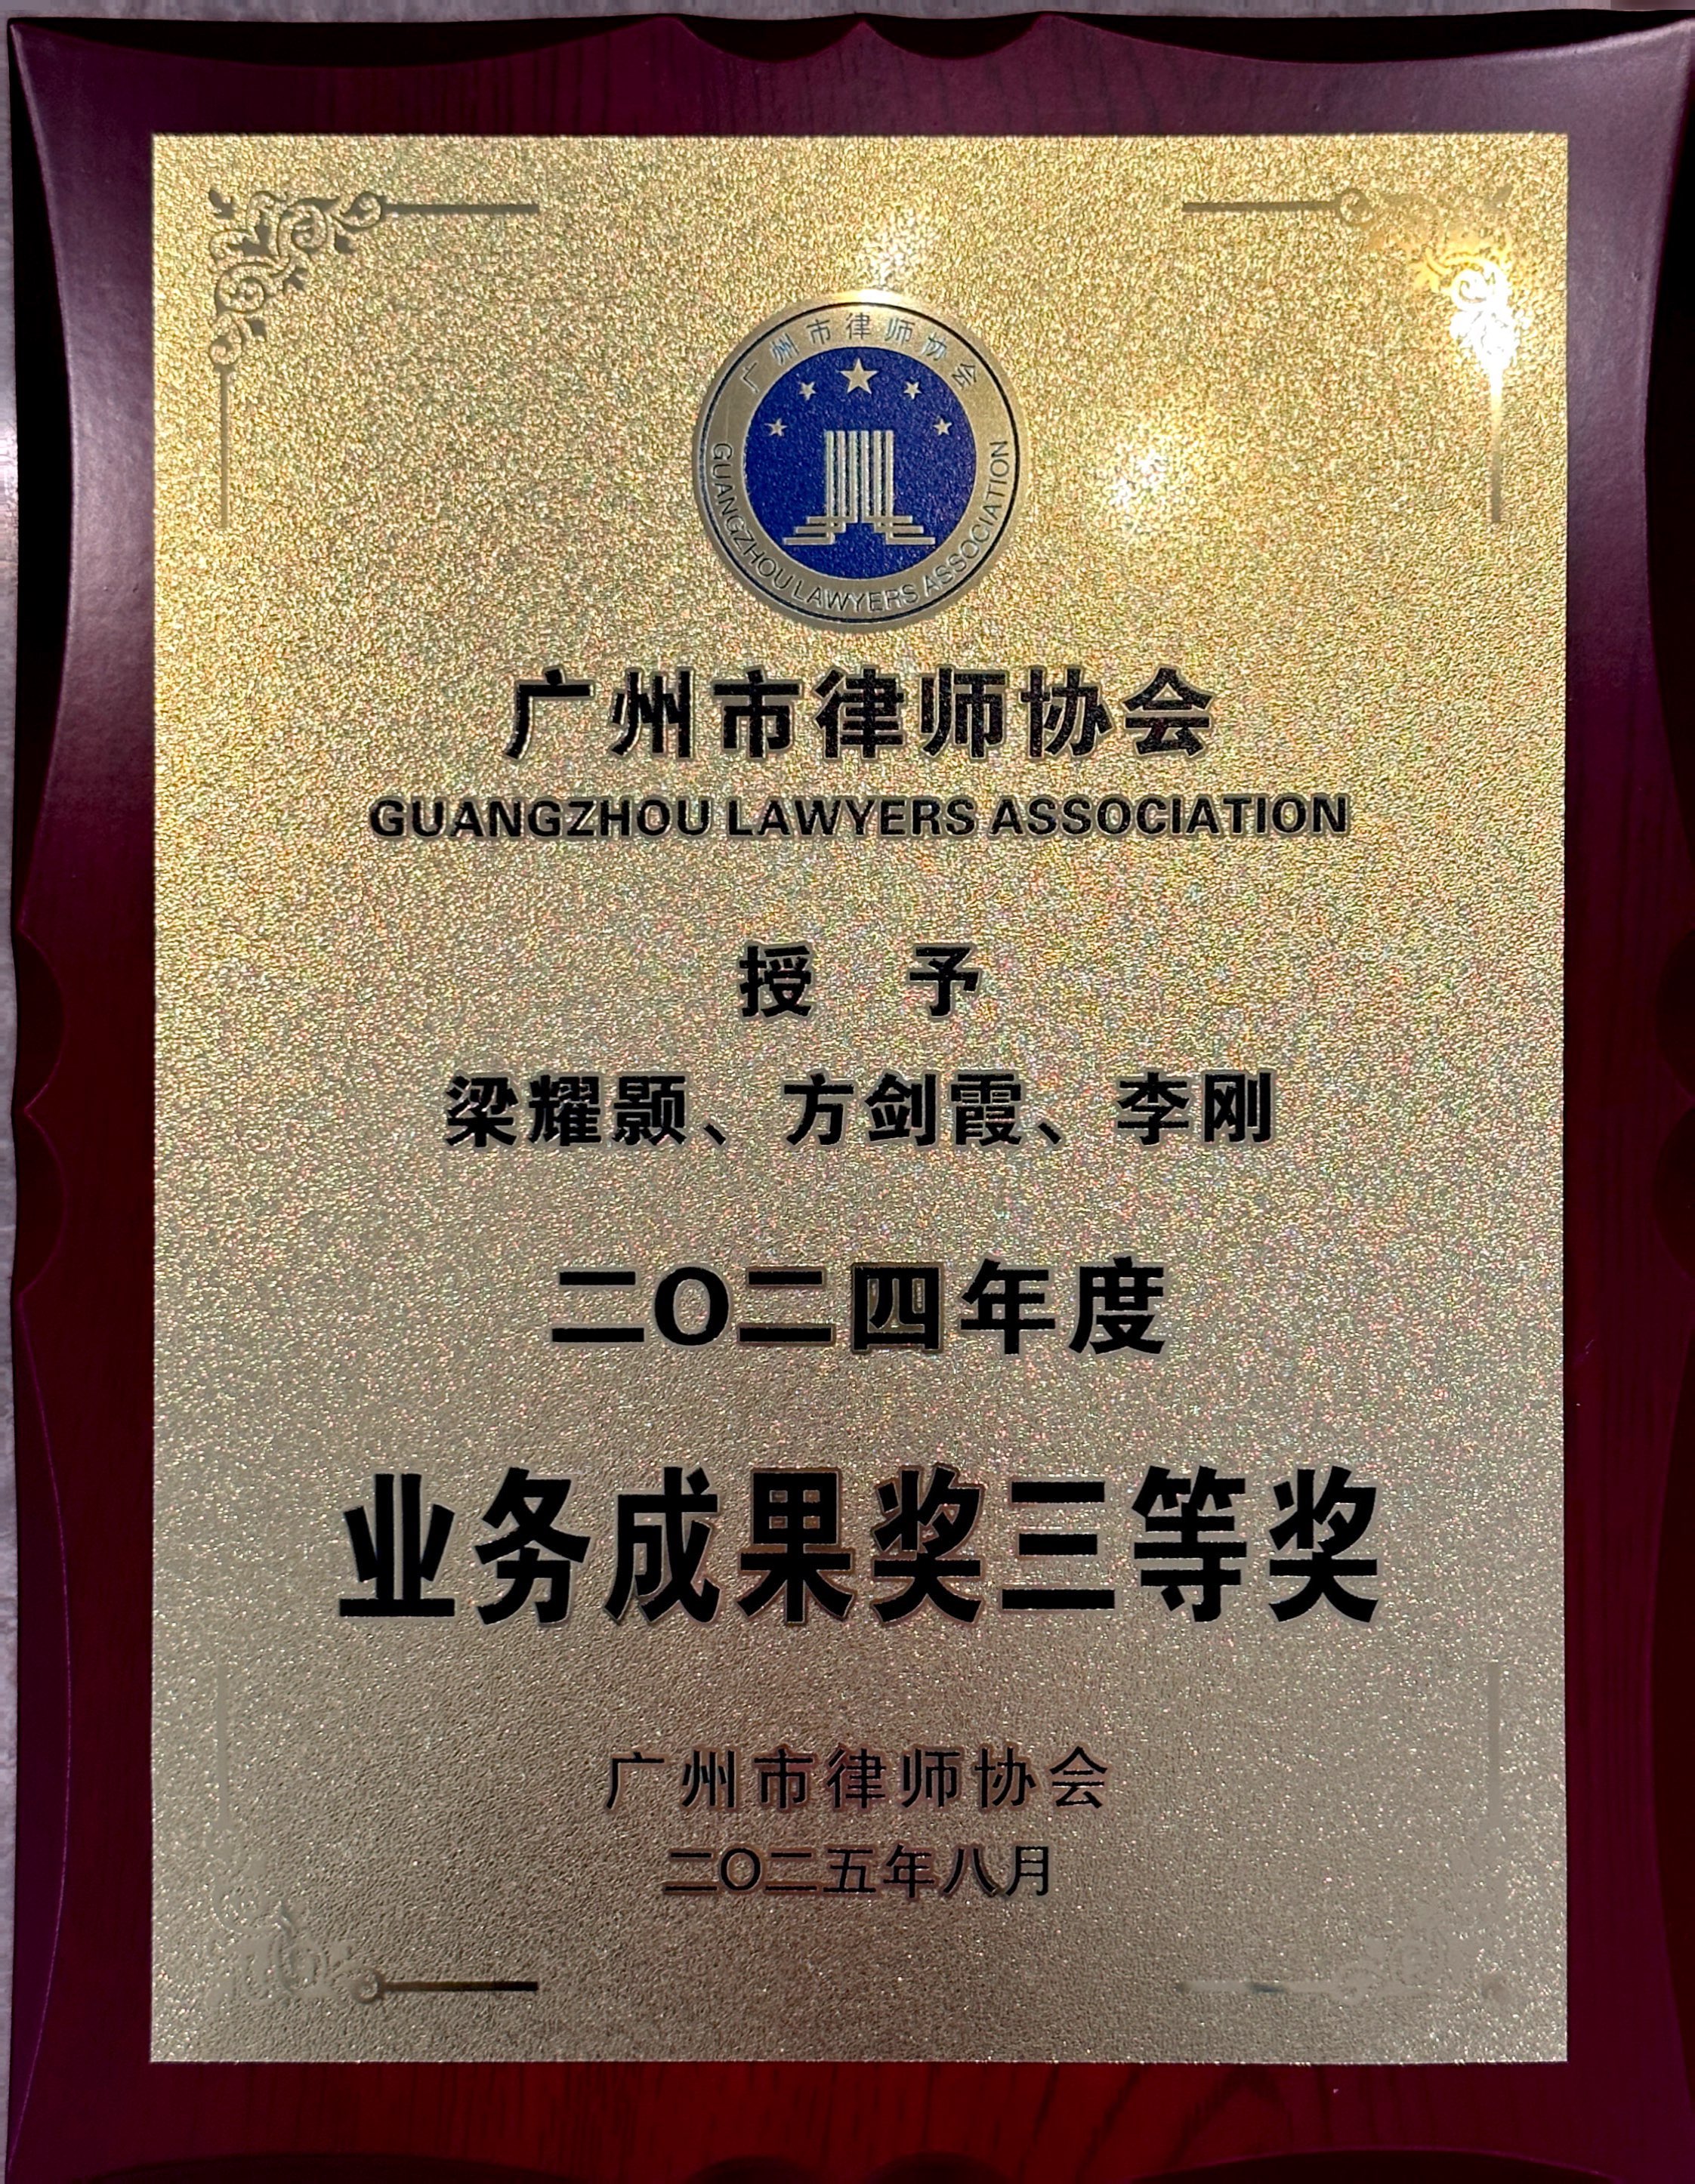 广州市律师协会
GUANGZHOU LAWYERS ASSOCIATION
广州市律师协会
GUANGZHOU LAWYERS ASSOCIATION
授 予
梁耀颢、方剑霞、李刚
二O二四年度
业务成果奖三等奖
广州市律师协会
二O二五年八月